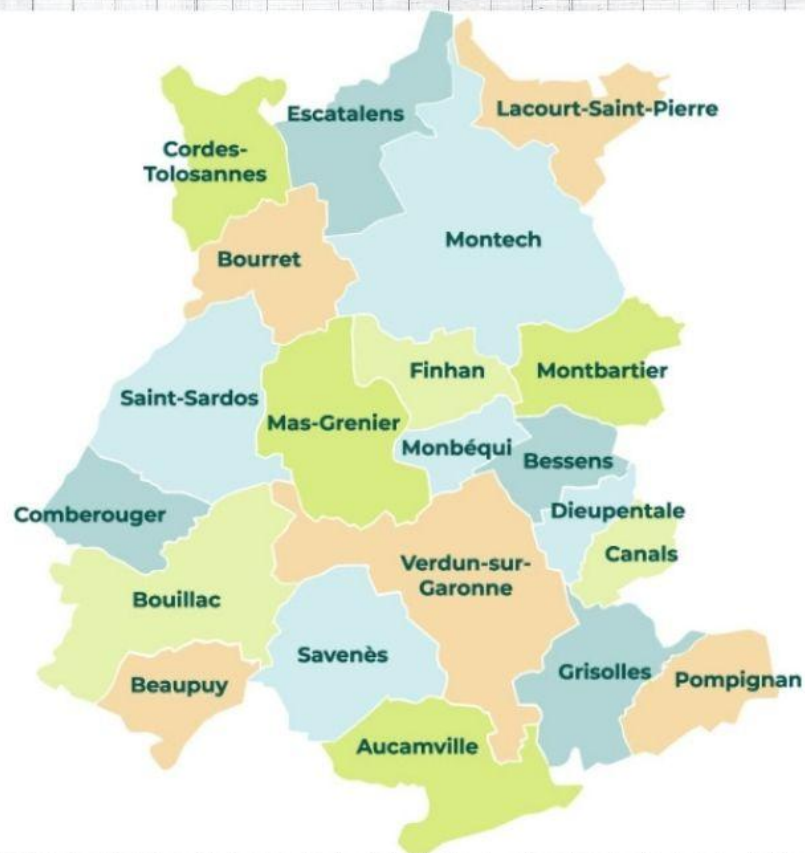 Escatalens
Lacourt-Saint-Pierre
Cordes-
Tolosannes
Montech
Bourret
Finhan
Montbartier
Saint-Sardos
Mas-Grenier
Monbéqui
Bessens
Comberouger
Dieupentale
Canals
Verdun-sur-
Garonne
Bouillac
Savenès
Grisolles
Beaupuy
Pompignan
Aucamville